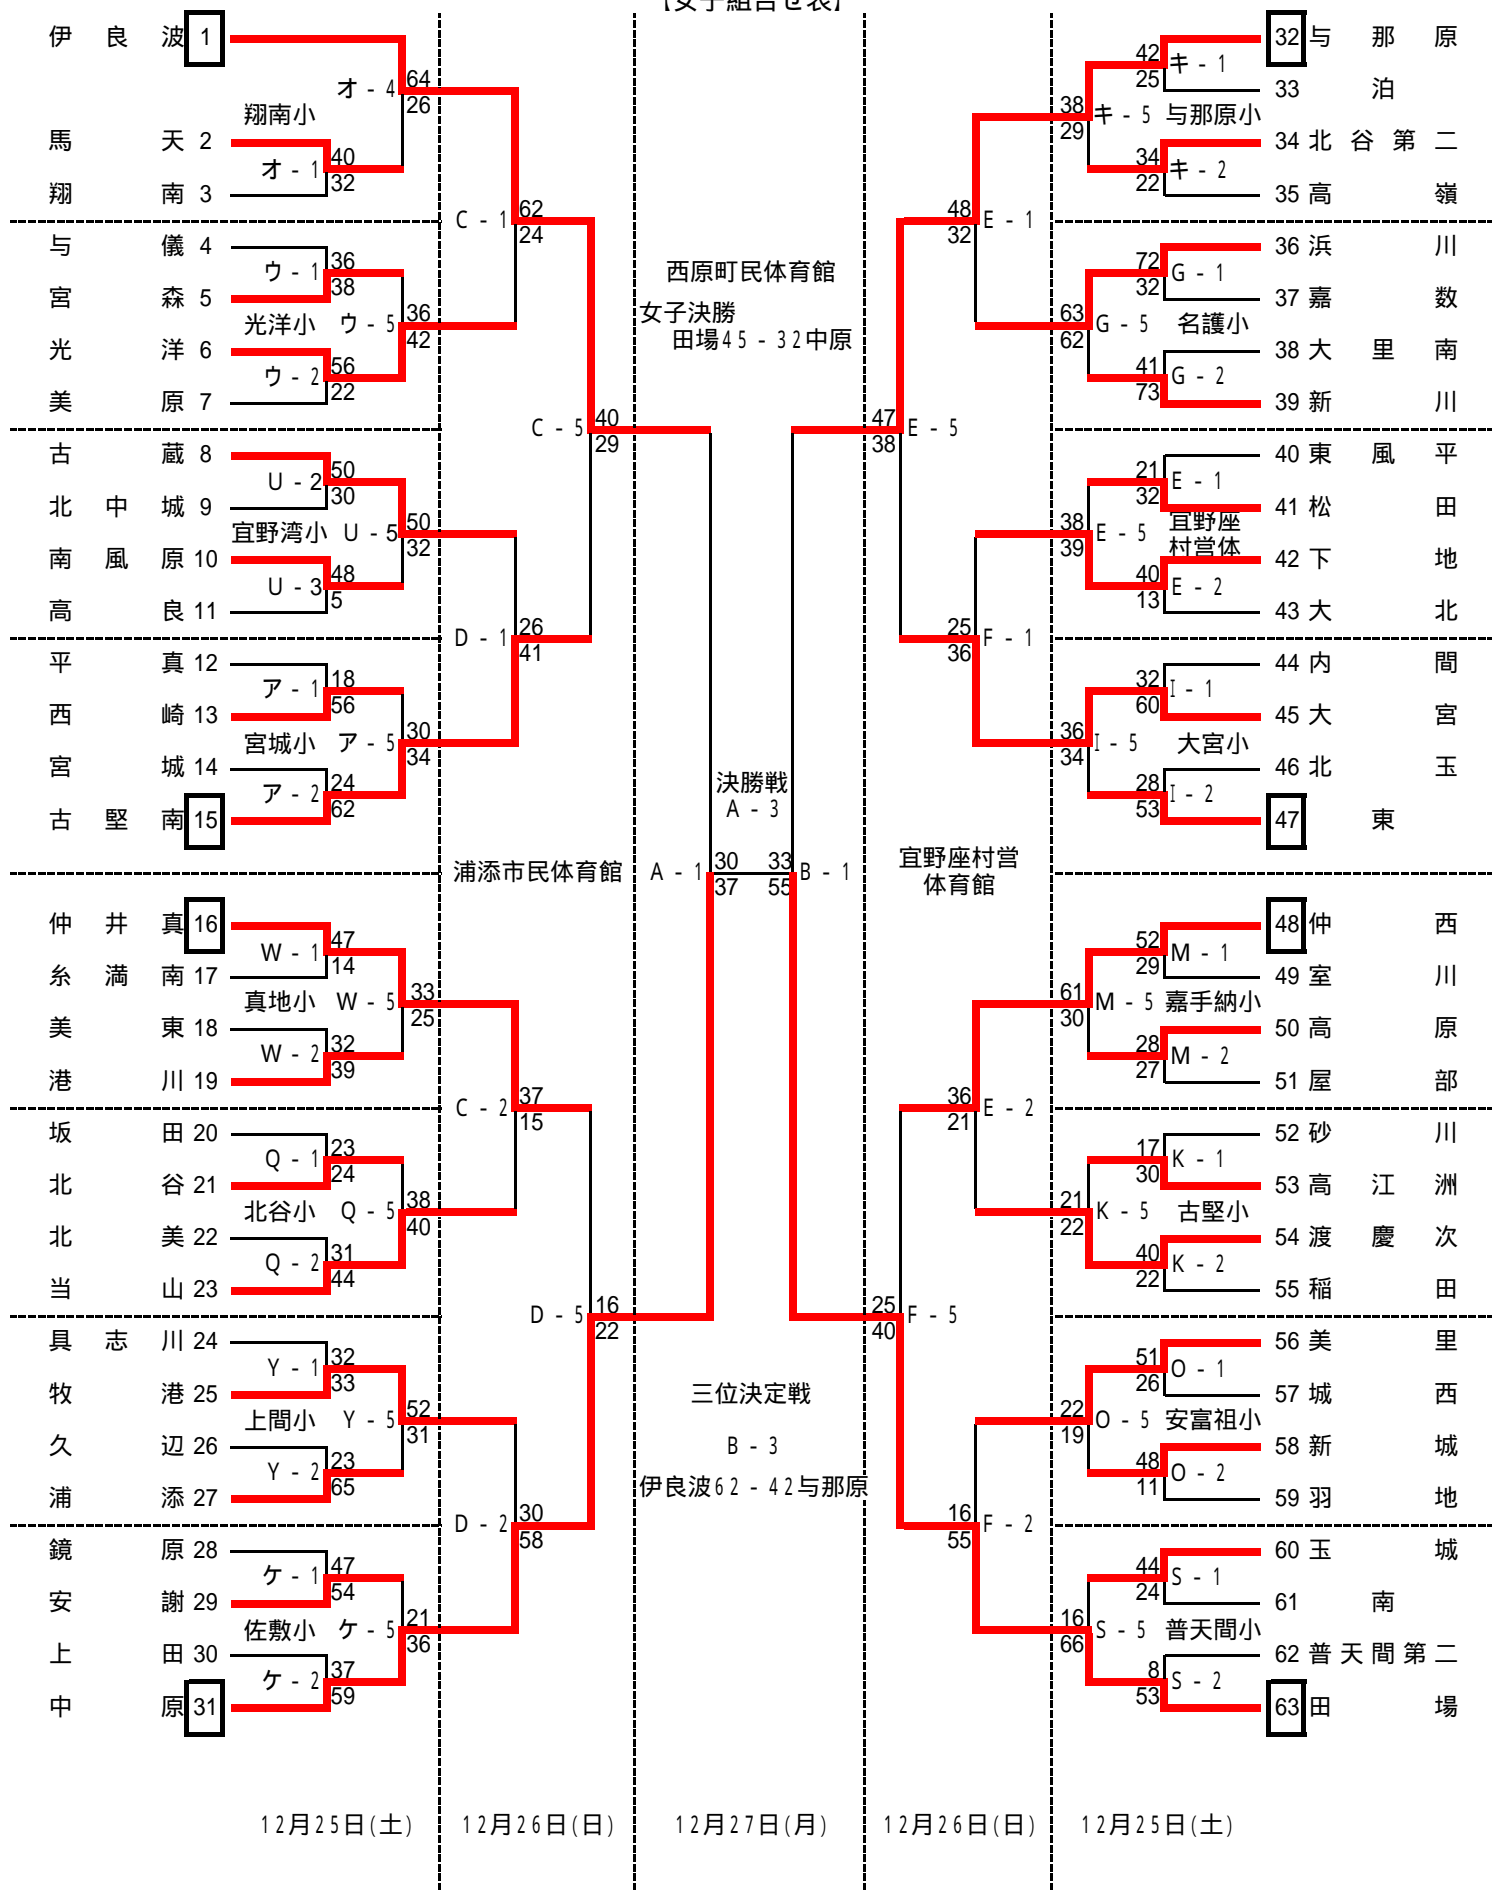 【女子組合せ表】
伊良波 1
オ-4 64 26
翔南小
馬天 2
オ-1 40 32
翔南 3
C-1 62 24
与儀 4
ウ-1 36 38
宮森 5
光洋小 ウ-5 36 42
光洋 6
ウ-2 56 22
美原 7
C-5 40 29
古蔵 8
U-2 50 30
北中城 9
宜野湾小 U-5 50 32
南風原 10
U-3 48 5
高良 11
D-1 26 41
平真 12
ア-1 18 56
西崎 13
宮城小 ア-5 30 34
宮城 14
ア-2 24 62
古堅南 15
浦添市民体育館
A-1 30 37
仲井真 16
W-1 47 14
糸満南 17
真地小 W-5 33 25
美東 18
W-2 32 39
港川 19
C-2 37 15
坂田 20
Q-1 23 24
北谷 21
北谷小 Q-5 38 40
北美 22
Q-2 31 44
当山 23
D-5 16 22
具志川 24
Y-1 32 33
牧港 25
上間小 Y-5 52 31
久辺 26
Y-2 23 65
浦添 27
D-2 30 58
鏡原 28
ケ-1 47 54
安謝 29
佐敷小 ケ-5 21 36
上田 30
ケ-2 37 59
中原 31
西原町民体育館
女子決勝
田場45-32中原
決勝戦
A-3
三位決定戦
B-3
伊良波62-42与那原
32 与那原
42 25 キ-1
33 泊
38 29 キ-5 与那原小
34 北谷第二
34 22 キ-2
35 高嶺
48 32 E-1
36 浜川
72 32 G-1
37 嘉数
63 62 G-5 名護小
38 大里南
41 73 G-2
39 新川
47 38 E-5
40 東風平
21 32 E-1
41 松田
38 39 E-5 宜野座
村営体
42 下地
40 13 E-2
43 大北
25 36 F-1
44 内間
32 60 I-1
45 大宮
36 34 I-5 大宮小
46 北玉
28 53 I-2
47 東
宜野座村営
体育館
33 55 B-1
48 仲西
52 29 M-1
49 室川
61 30 M-5 嘉手納小
50 高原
28 27 M-2
51 屋部
36 21 E-2
52 砂川
17 30 K-1
53 高江洲
21 22 K-5 古堅小
54 渡慶次
40 22 K-2
55 稲田
25 40 F-5
56 美里
51 26 O-1
57 城西
22 19 O-5 安富祖小
58 新城
48 11 O-2
59 羽地
16 55 F-2
60 玉城
44 24 S-1
61 南
16 66 S-5 普天間小
62 普天間第二
8 53 S-2
63 田場
12月25日(土) 12月26日(日) 12月27日(月) 12月26日(日) 12月25日(土)